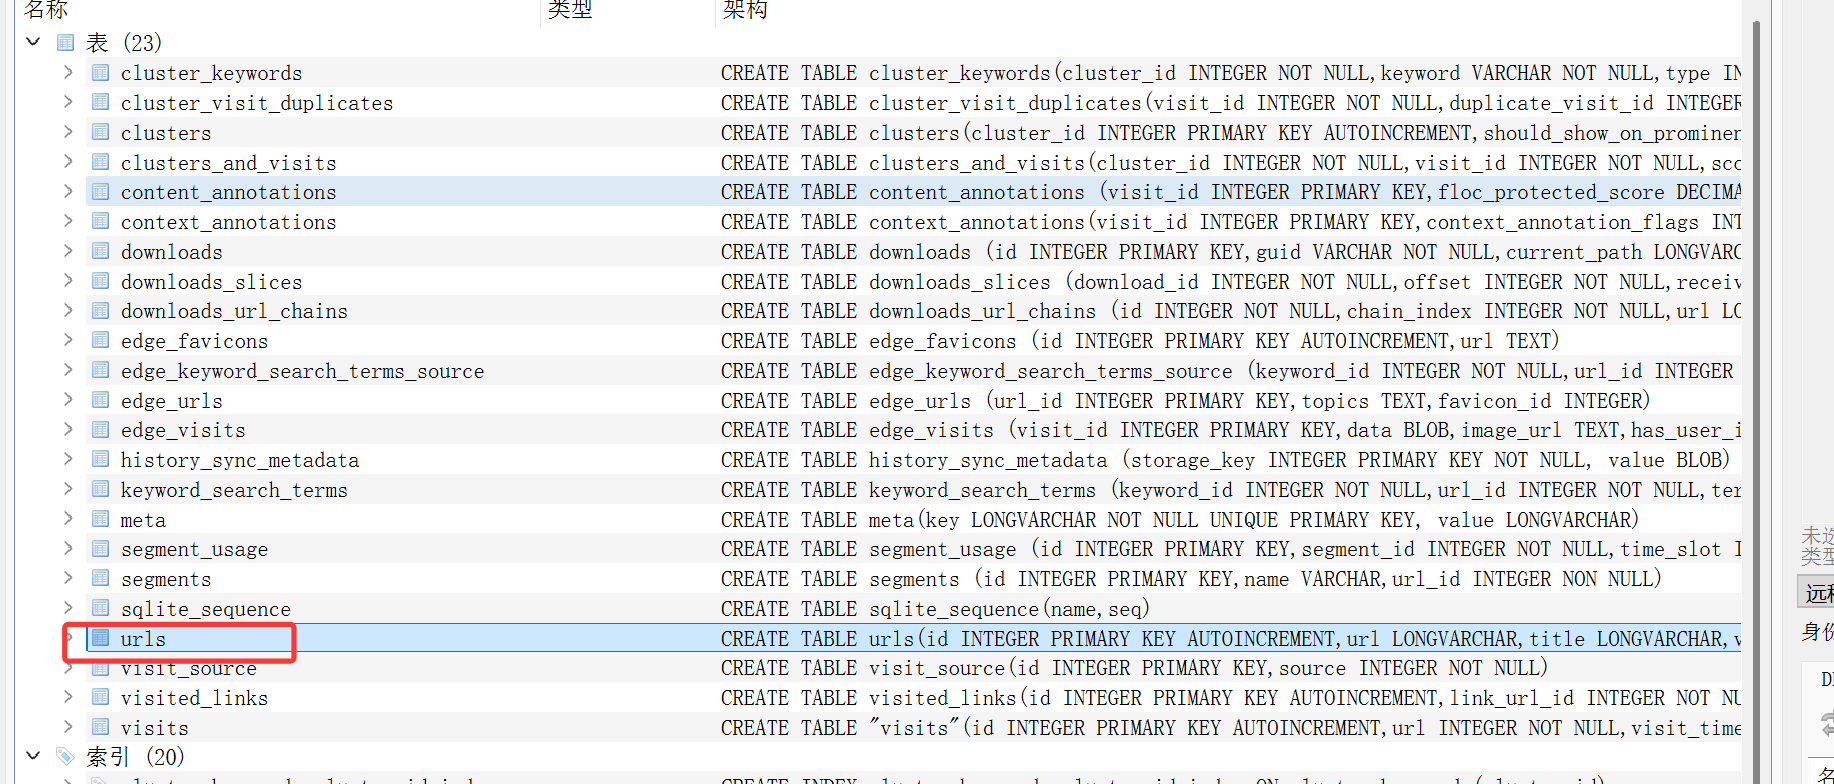 名称 类型 架构
表 (23)
cluster_keywords CREATE TABLE cluster_keywords(cluster_id INTEGER NOT NULL,keyword VARCHAR NOT NULL,type IN
cluster_visit_duplicates CREATE TABLE cluster_visit_duplicates(visit_id INTEGER NOT NULL,duplicate_visit_id INTEGER
clusters CREATE TABLE clusters(cluster_id INTEGER PRIMARY KEY AUTOINCREMENT,should_show_on_prominen
clusters_and_visits CREATE TABLE clusters_and_visits(cluster_id INTEGER NOT NULL,visit_id INTEGER NOT NULL,sco
content_annotations CREATE TABLE content_annotations (visit_id INTEGER PRIMARY KEY,floc_protected_score DECIMA
context_annotations CREATE TABLE context_annotations(visit_id INTEGER PRIMARY KEY,context_annotation_flags INT
downloads CREATE TABLE downloads (id INTEGER PRIMARY KEY,guid VARCHAR NOT NULL,current_path LONGVARC
downloads_slices CREATE TABLE downloads_slices (download_id INTEGER NOT NULL,offset INTEGER NOT NULL,receiv
downloads_url_chains CREATE TABLE downloads_url_chains (id INTEGER NOT NULL,chain_index INTEGER NOT NULL,url LO
edge_favicons CREATE TABLE edge_favicons (id INTEGER PRIMARY KEY AUTOINCREMENT,url TEXT)
edge_keyword_search_terms_source CREATE TABLE edge_keyword_search_terms_source (keyword_id INTEGER NOT NULL,url_id INTEGER
edge_urls CREATE TABLE edge_urls (url_id INTEGER PRIMARY KEY,topics TEXT,favicon_id INTEGER)
edge_visits CREATE TABLE edge_visits (visit_id INTEGER PRIMARY KEY,data BLOB,image_url TEXT,has_user_i
history_sync_metadata CREATE TABLE history_sync_metadata (storage_key INTEGER PRIMARY KEY NOT NULL, value BLOB)
keyword_search_terms CREATE TABLE keyword_search_terms (keyword_id INTEGER NOT NULL,url_id INTEGER NOT NULL,ter
meta CREATE TABLE meta(key LONGVARCHAR NOT NULL UNIQUE PRIMARY KEY, value LONGVARCHAR)
segment_usage CREATE TABLE segment_usage (id INTEGER PRIMARY KEY,segment_id INTEGER NOT NULL,time_slot I
segments CREATE TABLE segments (id INTEGER PRIMARY KEY,name VARCHAR,url_id INTEGER NON NULL)
sqlite_sequence CREATE TABLE sqlite_sequence(name,seq)
urls CREATE TABLE urls(id INTEGER PRIMARY KEY AUTOINCREMENT,url LONGVARCHAR,title LONGVARCHAR,v
visit_source CREATE TABLE visit_source(id INTEGER PRIMARY KEY,source INTEGER NOT NULL)
visited_links CREATE TABLE visited_links(id INTEGER PRIMARY KEY AUTOINCREMENT,link_url_id INTEGER NOT NU
visits CREATE TABLE "visits"(id INTEGER PRIMARY KEY AUTOINCREMENT,url INTEGER NOT NULL,visit_time
索引 (20)
类型
远程
身份
名